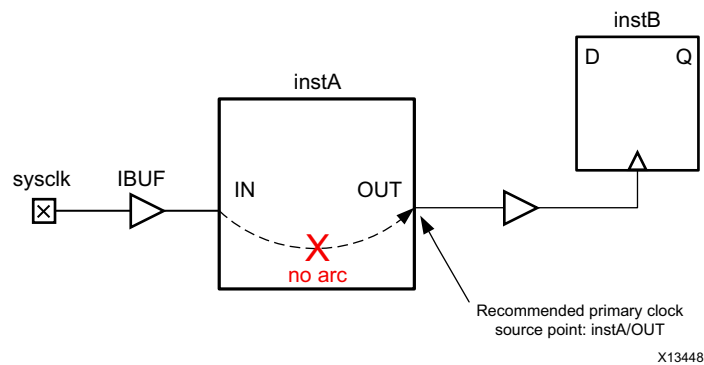 instB
D Q
instA
sysclk IBUF
IN OUT
X
no arc
Recommended primary clock
source point: instA/OUT
X13448